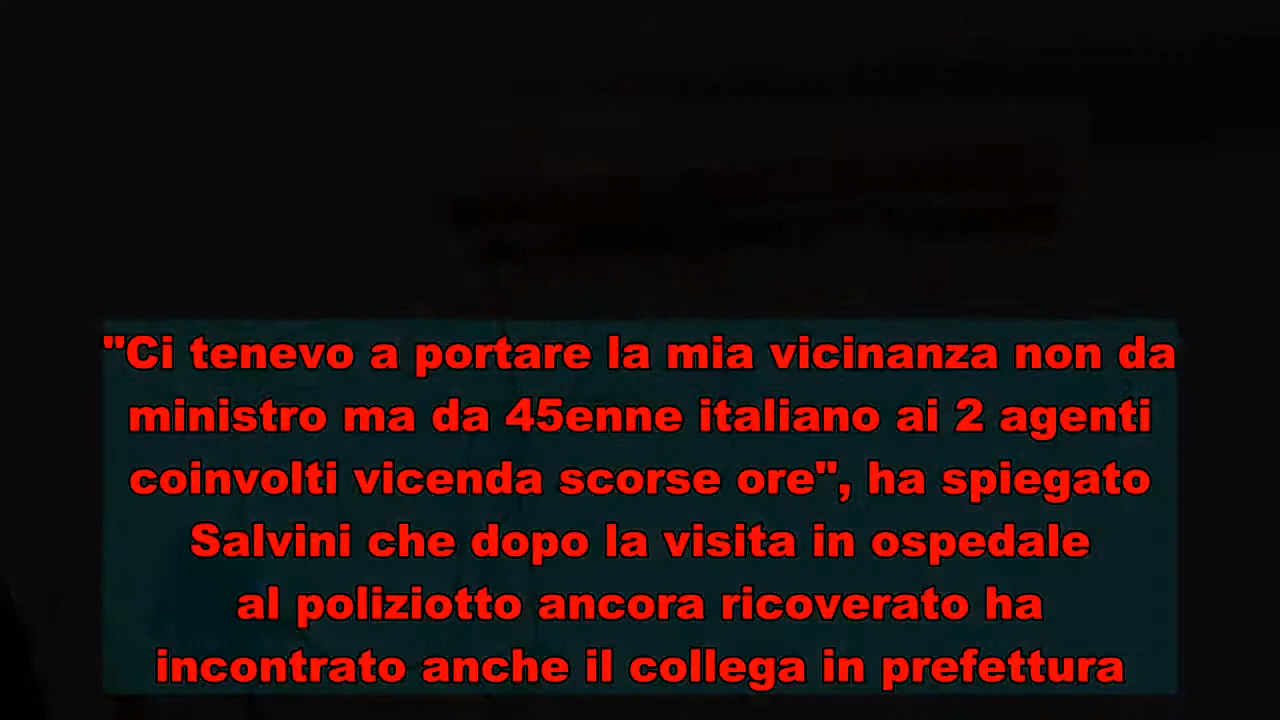 "Ci tenevo a portare la mia vicinanza non da
ministro ma da 45enne italiano ai 2 agenti
coinvolti vicenda scorse ore", ha spiegato
Salvini che dopo la visita in ospedale
al poliziotto ancora ricoverato ha
incontrato anche il collega in prefettura